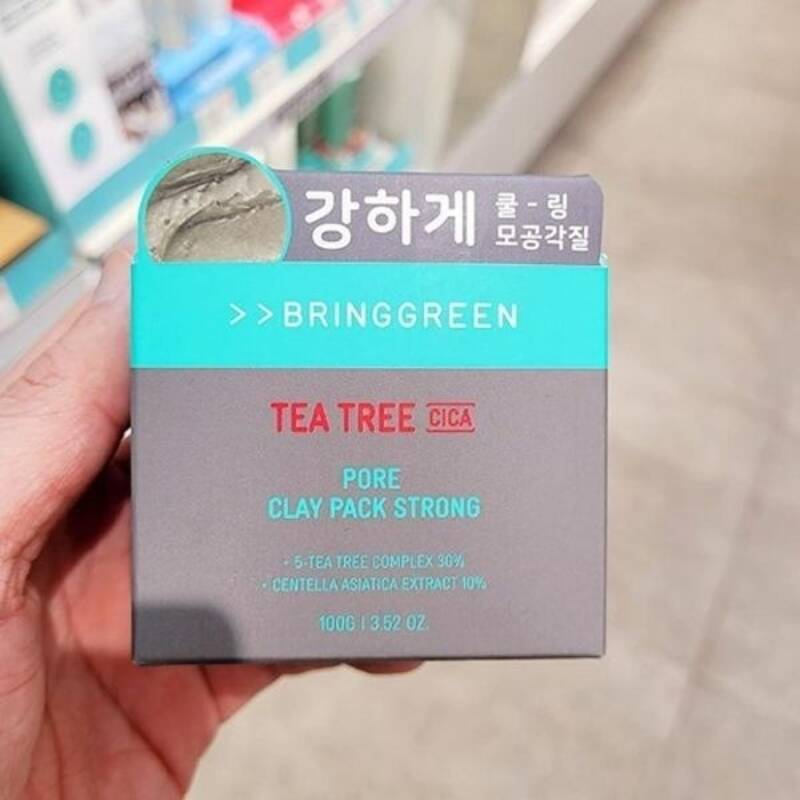 강하게
쿨-링
모공각질
>>BRINGGREEN
TEA TREE CICA
PORE
CLAY PACK STRONG
• 5-TEA TREE COMPLEX 30%
• CENTELLA ASIATICA EXTRACT 10%
100G | 3.52 OZ.